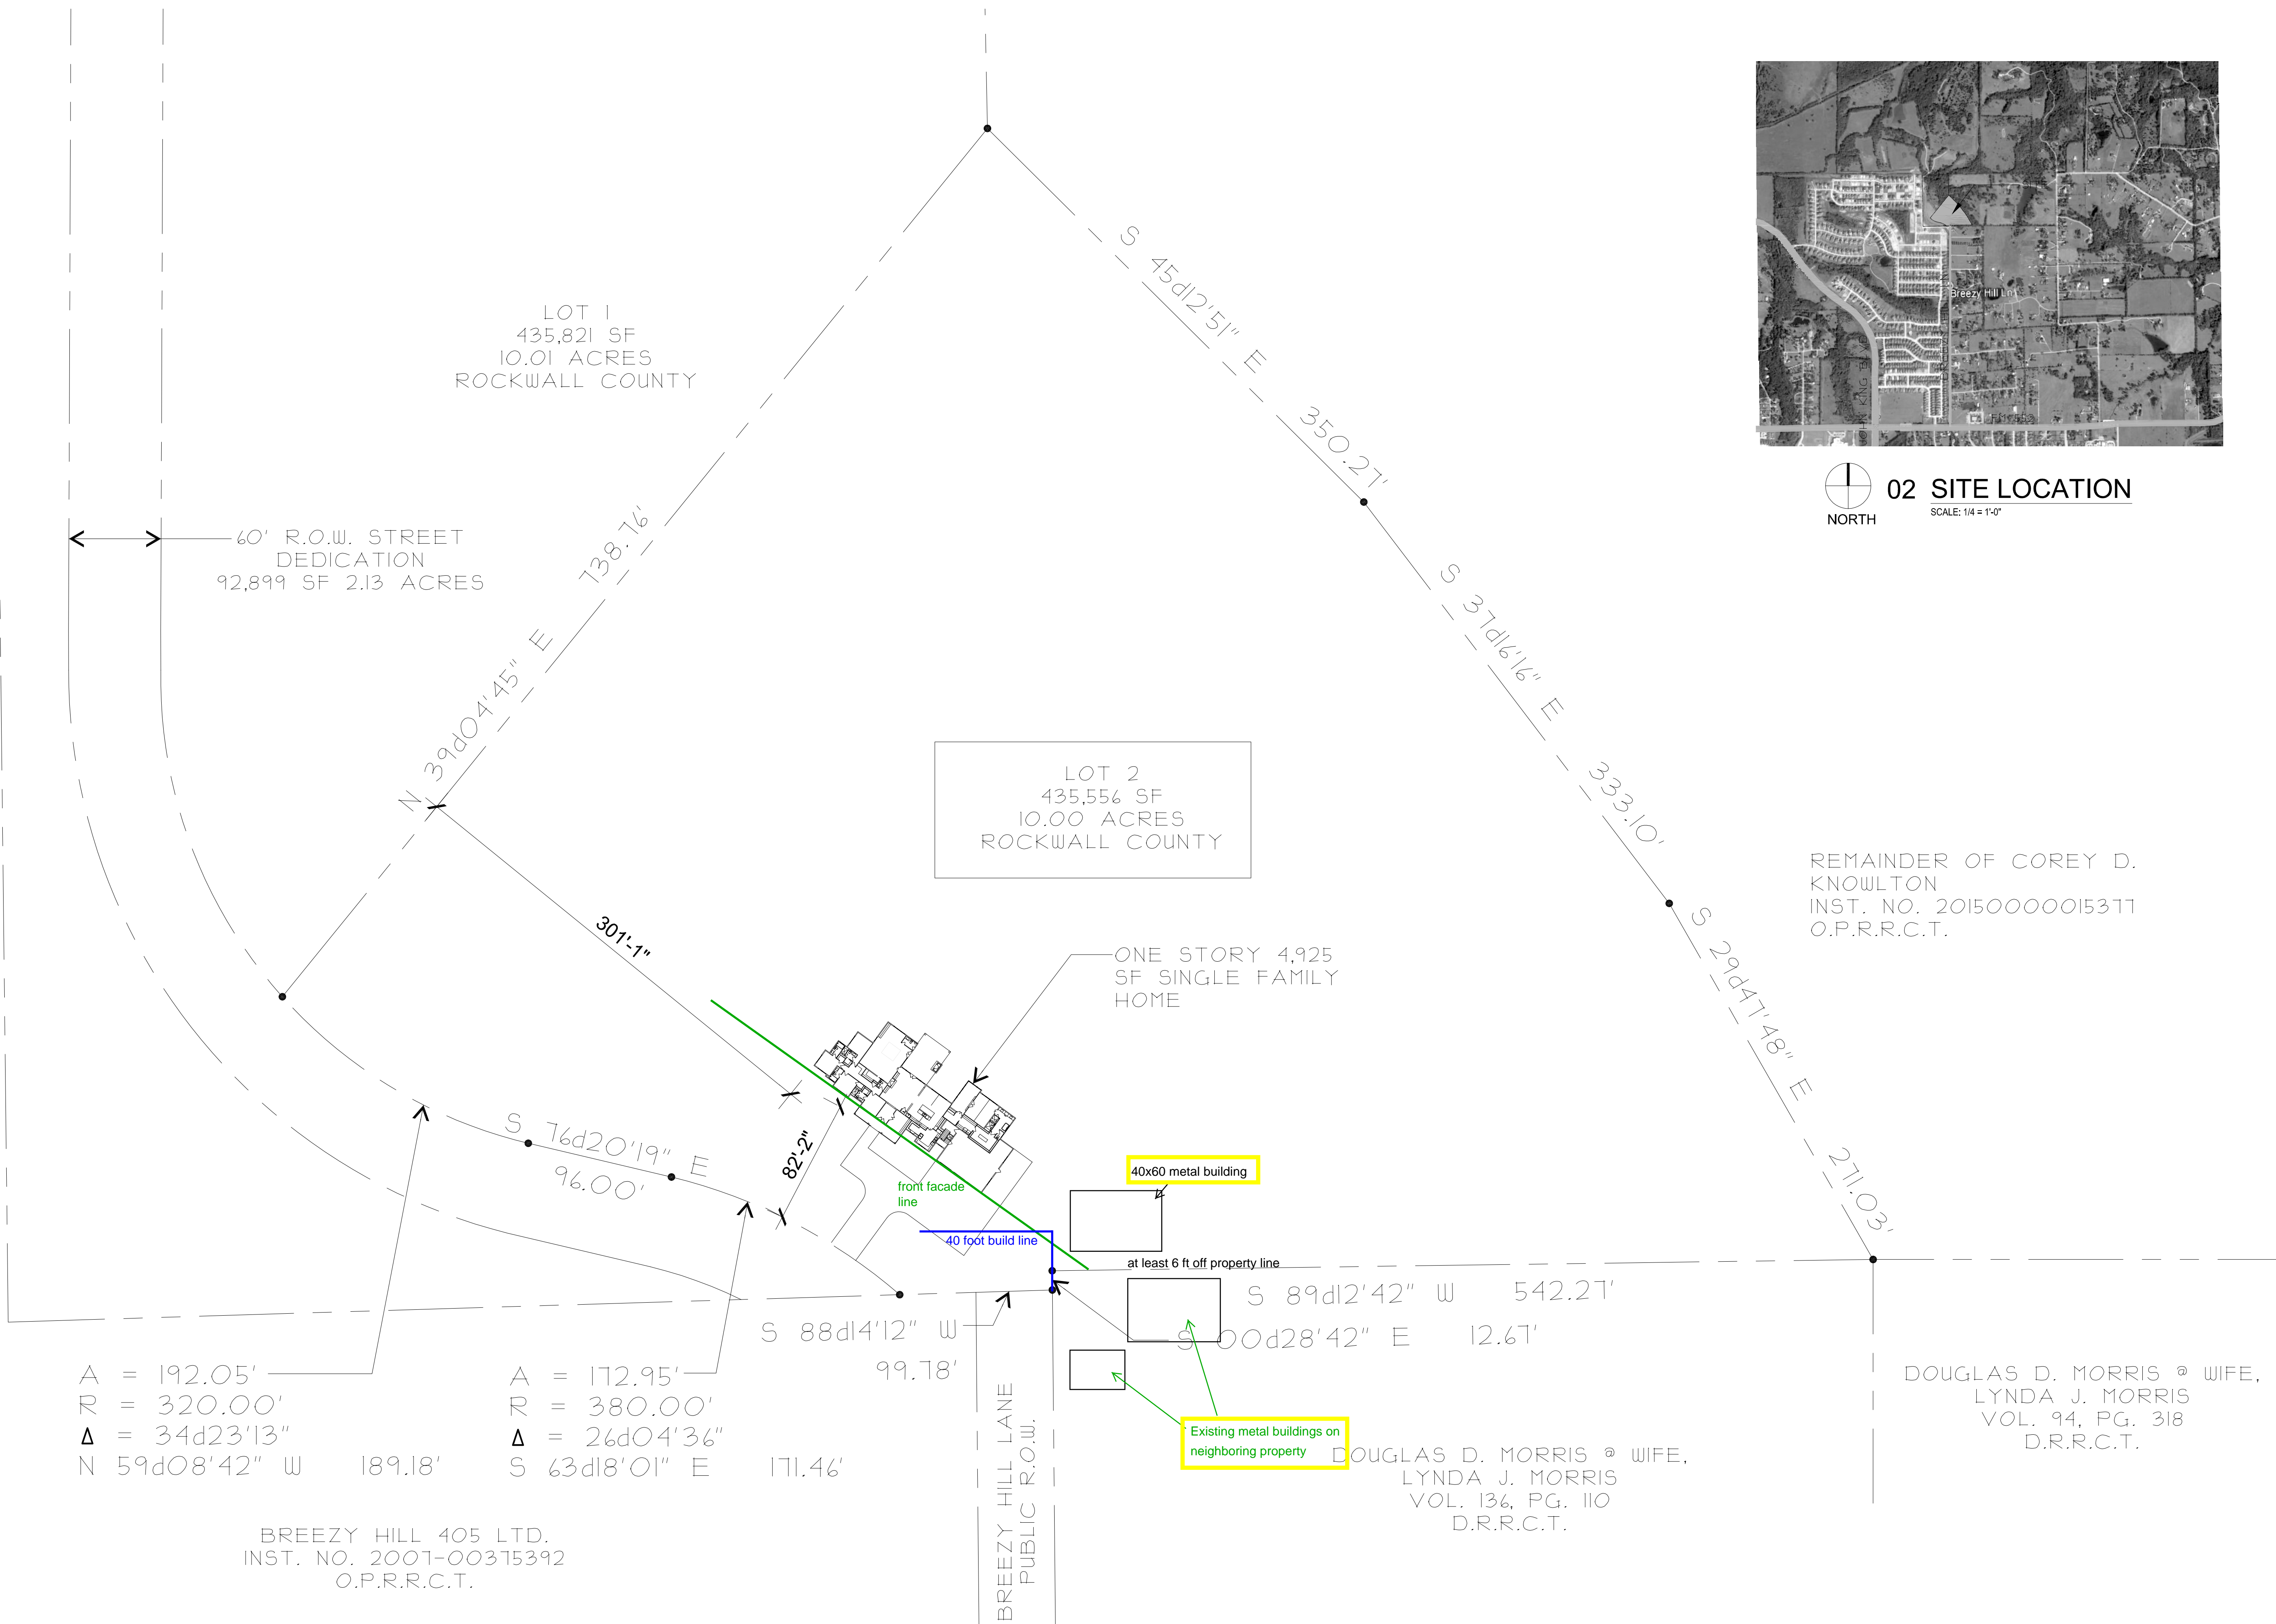 S 45d12'51" E 350.27'
LOT 1
435,821 SF
10.01 ACRES
ROCKWALL COUNTY
Breezy Hill Ln
NORTH
02 SITE LOCATION
SCALE: 1/4 = 1'-0"
60' R.O.W. STREET
DEDICATION
92,899 SF 2.13 ACRES
N 39d04'45" E 738.76'
S 37d16'16" E 333.10'
LOT 2
435,556 SF
10.00 ACRES
ROCKWALL COUNTY
REMAINDER OF COREY D.
KNOWLTON
INST. NO. 20150000015377
O.P.R.R.C.T.
301'-1"
ONE STORY 4,925
SF SINGLE FAMILY
HOME
S 29d47'48" E 271.03'
S 76d20'19" E
96.00'
82'-2"
front facade
line
40x60 metal building
40 foot build line
at least 6 ft off property line
S 89d12'42" W 542.27'
S 00d28'42" E 12.67'
S 88d14'12" W
99.78'
A = 192.05'
R = 320.00'
Δ = 34d23'13"
N 59d08'42" W 189.18'
A = 172.95'
R = 380.00'
Δ = 26d04'36"
S 63d18'01" E 171.46'
BREEZY HILL LANE
PUBLIC R.O.W.
Existing metal buildings on
neighboring property
DOUGLAS D. MORRIS @ WIFE,
LYNDA J. MORRIS
VOL. 136, PG. 110
D.R.R.C.T.
DOUGLAS D. MORRIS @ WIFE,
LYNDA J. MORRIS
VOL. 94, PG. 318
D.R.R.C.T.
BREEZY HILL 405 LTD.
INST. NO. 2007-00375392
O.P.R.R.C.T.